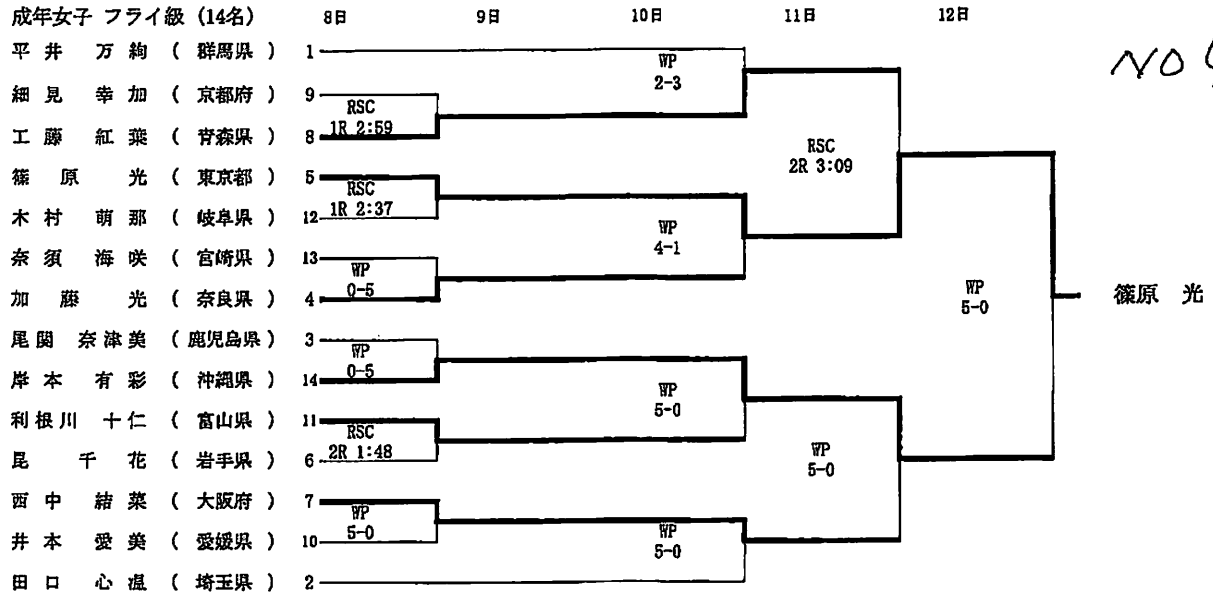 成年女子 フライ級 (14名) 8日 9日 10日 11日 12日
平井 万絢 ( 群馬県 ) 1
細見 幸加 ( 京都府 ) 9
工藤 紅葉 ( 青森県 ) 8
篠原 光 ( 東京都 ) 5
木村 萌那 ( 岐阜県 ) 12
奈須 海咲 ( 宮崎県 ) 13
加藤 光 ( 奈良県 ) 4
尾関 奈津美 ( 鹿児島県 ) 3
岸本 有彩 ( 沖縄県 ) 14
利根川 十仁 ( 富山県 ) 11
昆 千花 ( 岩手県 ) 6
西中 結菜 ( 大阪府 ) 7
井本 愛美 ( 愛媛県 ) 10
田口 心温 ( 埼玉県 ) 2
RSC
1R 2:59
RSC
1R 2:37
WP
0-5
WP
0-5
RSC
2R 1:48
WP
5-0
WP
2-3
WP
4-1
WP
5-0
WP
5-0
RSC
2R 3:09
WP
5-0
WP
5-0
篠原 光
NO